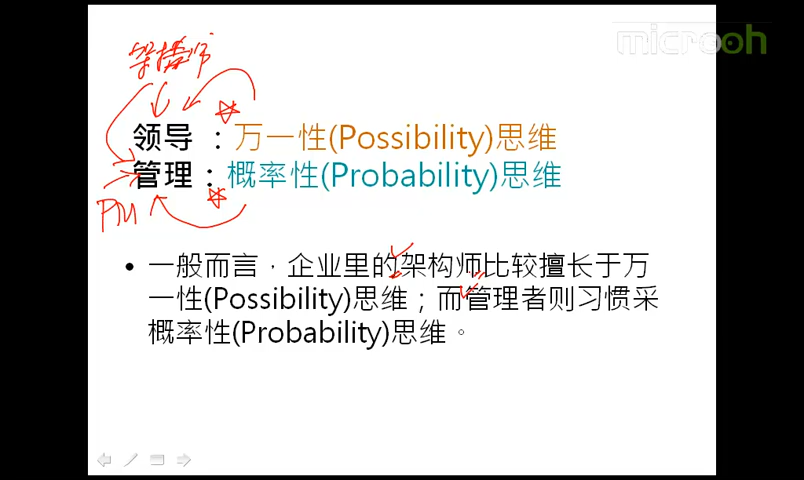 microoh
架构师
领导 ：万一性(Possibility)思维
管理：概率性(Probability)思维
PM
• 一般而言，企业里的架构师比较擅长于万
一性(Possibility)思维；而管理者则习惯采
概率性(Probability)思维。